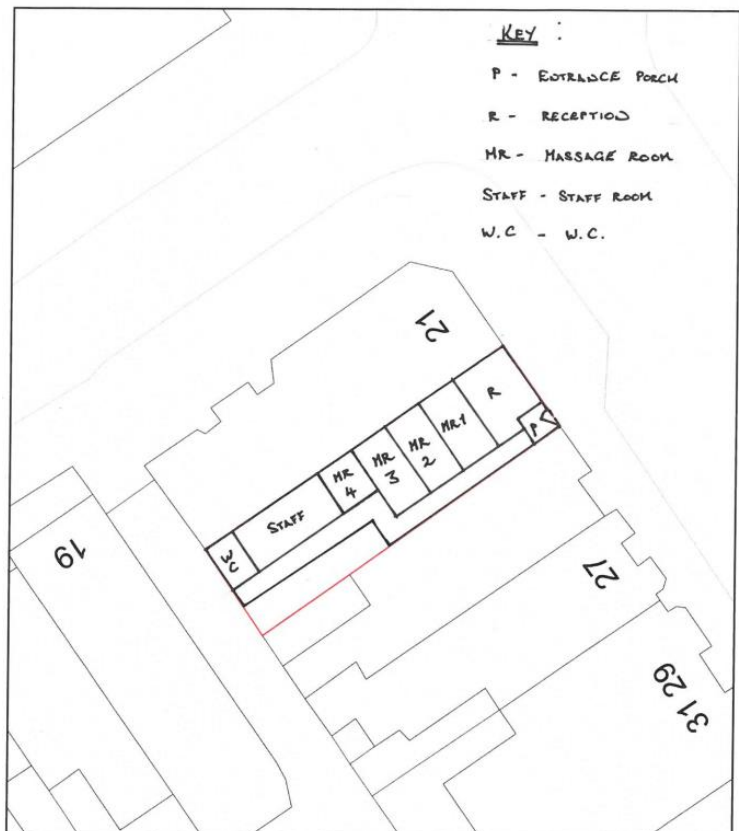 KEY :
P - ENTRANCE PORCH
R - RECEPTION
MR - MASSAGE ROOM
STAFF - STAFF ROOM
W.C - W.C.
21
R
P
MR1
MR
2
MR
3
MR
4
STAFF
WC
19
27
31 29